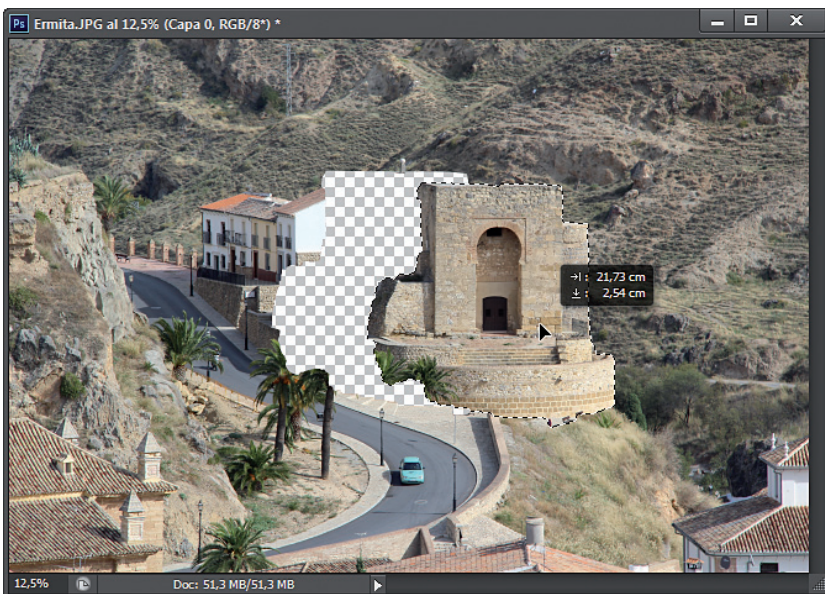 Ps Ermita.JPG al 12,5% (Capa 0, RGB/8*) *
→I : 21,73 cm
↓ : 2,54 cm
12,5% Doc: 51,3 MB/51,3 MB